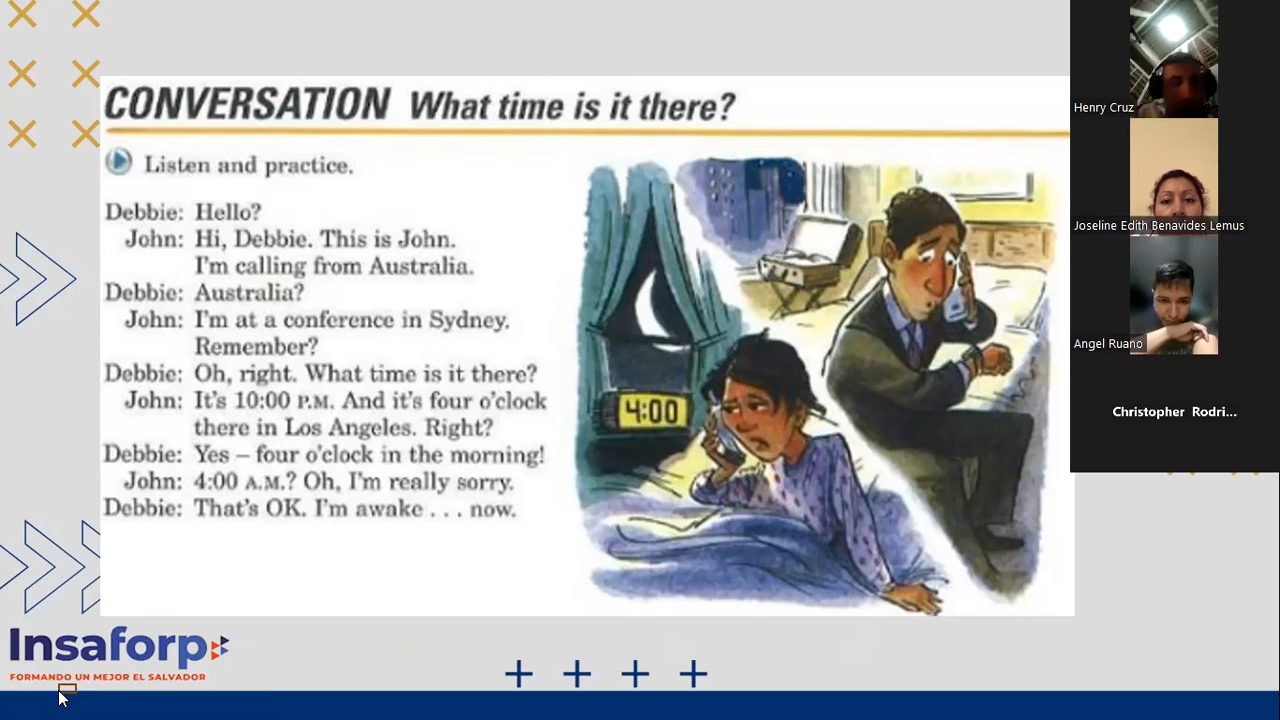 CONVERSATION What time is it there?
Listen and practice.
Debbie: Hello?
John: Hi, Debbie. This is John.
I'm calling from Australia.
Debbie: Australia?
John: I'm at a conference in Sydney.
Remember?
Debbie: Oh, right. What time is it there?
John: It's 10:00 P.M. And it's four o'clock
there in Los Angeles. Right?
Debbie: Yes – four o'clock in the morning!
John: 4:00 A.M.? Oh, I'm really sorry.
Debbie: That's OK. I'm awake . . . now.
4:00
Insaforp
FORMANDO UN MEJOR EL SALVADOR
Henry Cruz
Joseline Edith Benavides Lemus
Angel Ruano
Christopher Rodri...